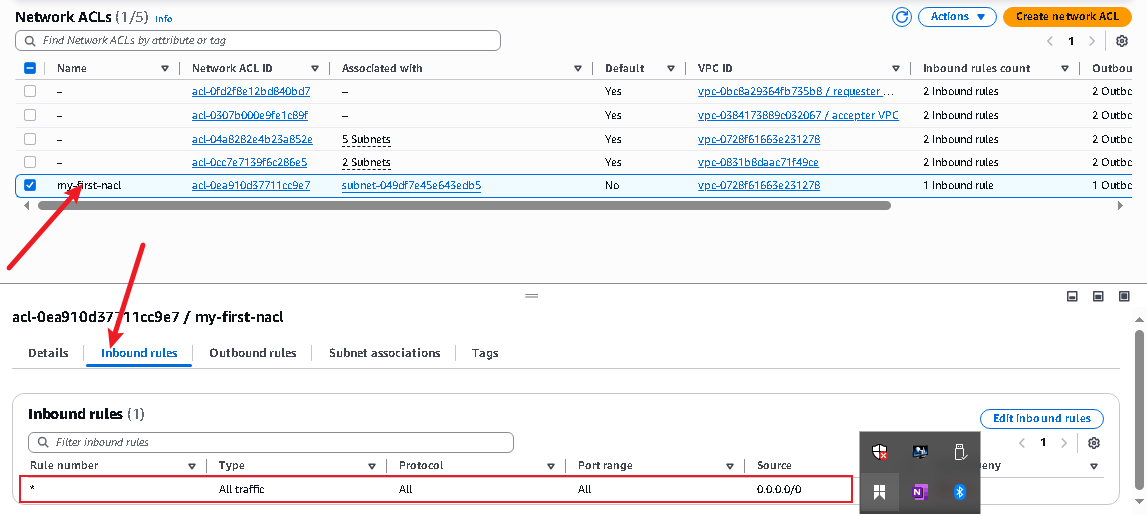 Network ACLs (1/5) Info
Actions Create network ACL
Find Network ACLs by attribute or tag
1
Name Network ACL ID Associated with Default VPC ID Inbound rules count Outbou
– acl-0fd2f8e12bd840bd7 – Yes vpc-0bc8a29364fb735b8 / requester ... 2 Inbound rules 2 Outbc
– acl-0307b000e9fe1c89f – Yes vpc-0384173889c032067 / accepter VPC 2 Inbound rules 2 Outbc
– acl-04a8282e4b23a852e 5 Subnets Yes vpc-0728f61663e231278 2 Inbound rules 2 Outbc
– acl-0cc7e7139f6c286e5 2 Subnets Yes vpc-0831b8daac71f49ce 2 Inbound rules 2 Outbc
my-first-nacl acl-0ea910d37711cc9e7 subnet-049df7e45e643edb5 No vpc-0728f61663e231278 1 Inbound rule 1 Outbc
acl-0ea910d37711cc9e7 / my-first-nacl
Details Inbound rules Outbound rules Subnet associations Tags
Inbound rules (1)
Edit inbound rules
Filter inbound rules
1
Rule number Type Protocol Port range Source eny
* All traffic All All 0.0.0.0/0
N